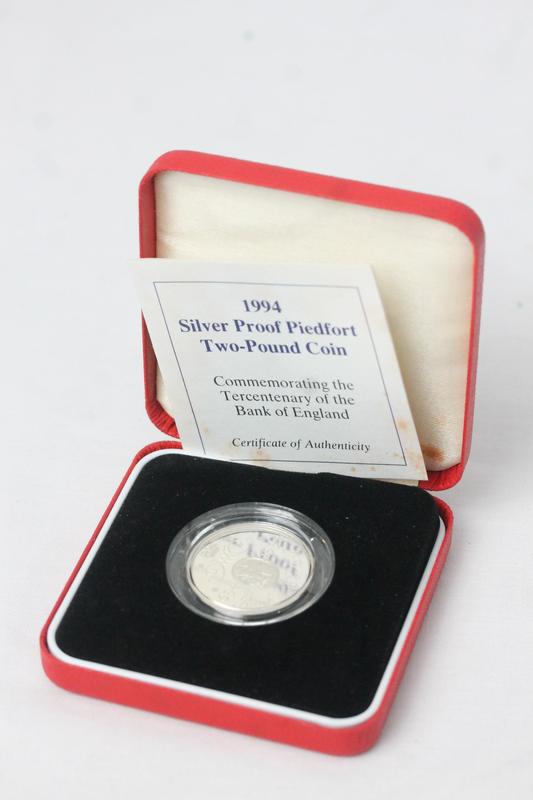 1994
Silver Proof Piedfort
Two-Pound Coin
Commemorating the
Tercentenary of the
Bank of England
Certificate of Authenticity